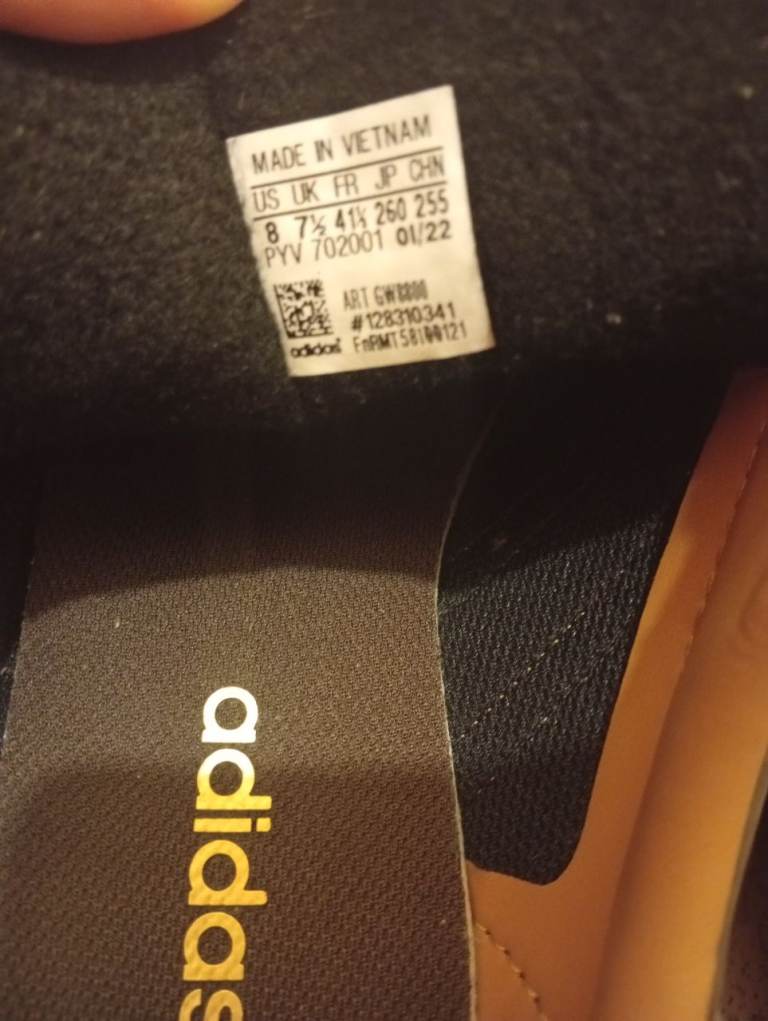 MADE IN VIETNAM
US UK FR JP CHN
8 7½ 41⅓ 260 255
PYV 702001 01/22
ART GW8800
#128310341
adidas
adidas